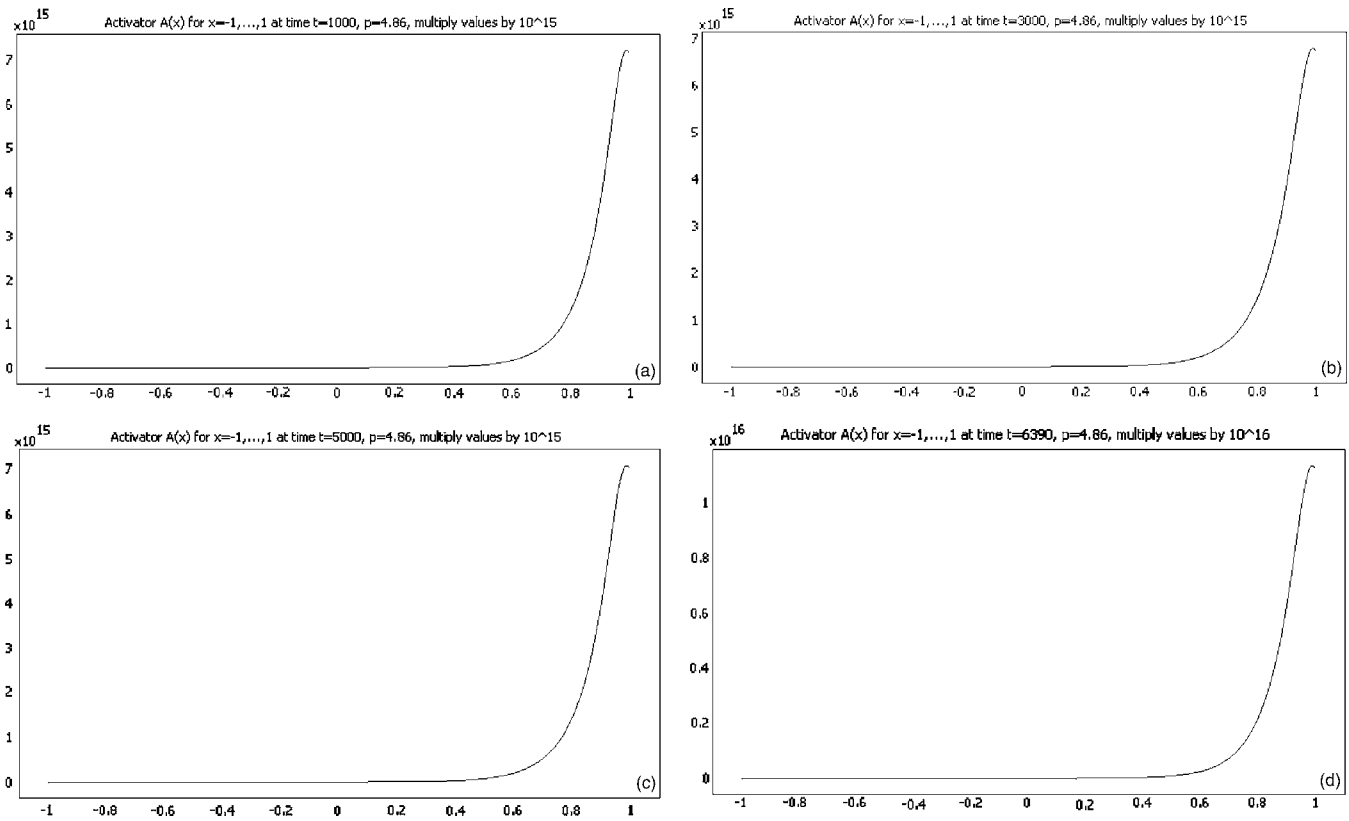 ×10^15
Activator A(x) for x=-1,...,1 at time t=1000, p=4.86, multiply values by 10^15
7
6
5
4
3
2
1
0
-1 -0.8 -0.6 -0.4 -0.2 0 0.2 0.4 0.6 0.8 1
(a)
×10^15
Activator A(x) for x=-1,...,1 at time t=3000, p=4.86, multiply values by 10^15
7
6
5
4
3
2
1
0
-1 -0.8 -0.6 -0.4 -0.2 0 0.2 0.4 0.6 0.8 1
(b)
×10^15
Activator A(x) for x=-1,...,1 at time t=5000, p=4.86, multiply values by 10^15
7
6
5
4
3
2
1
0
-1 -0.8 -0.6 -0.4 -0.2 0 0.2 0.4 0.6 0.8 1
(c)
×10^16
Activator A(x) for x=-1,...,1 at time t=6390, p=4.86, multiply values by 10^16
1
0.8
0.6
0.4
0.2
0
-1 -0.8 -0.6 -0.4 -0.2 0 0.2 0.4 0.6 0.8 1
(d)